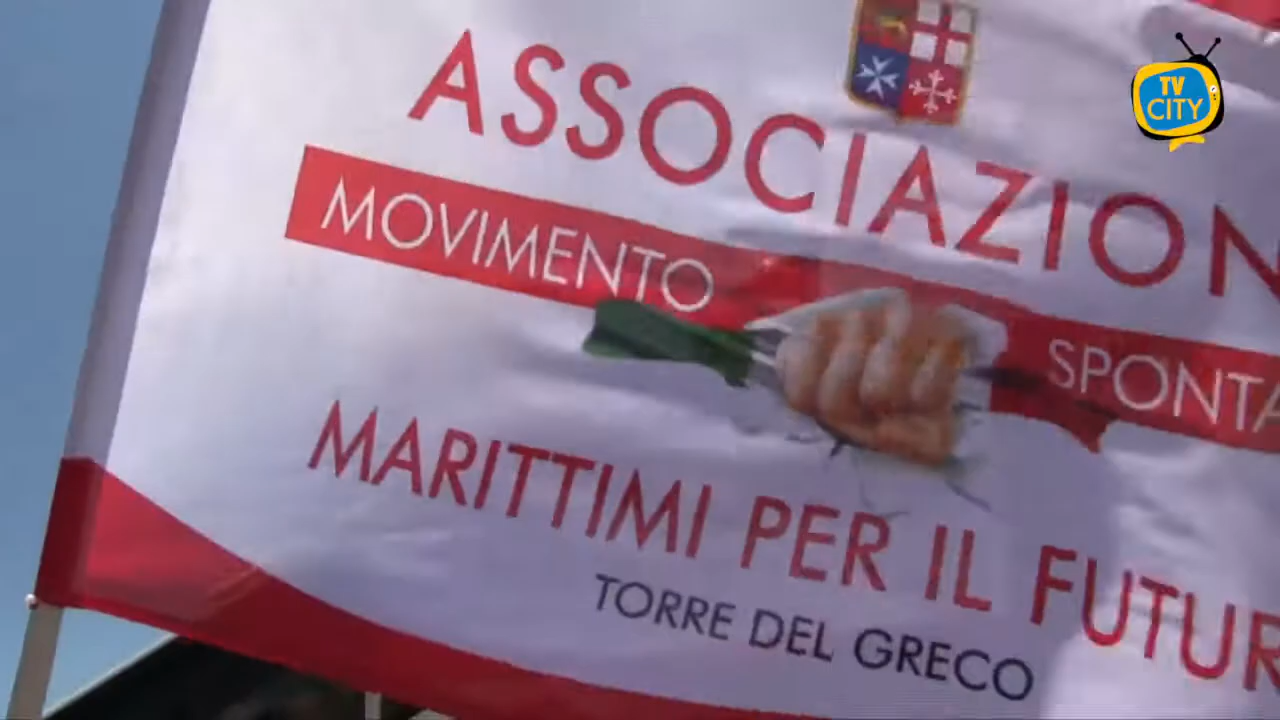 TV
CITY
ASSOCIAZION
MOVIMENTO SPONTA
MARITTIMI PER IL FUTUR
TORRE DEL GRECO